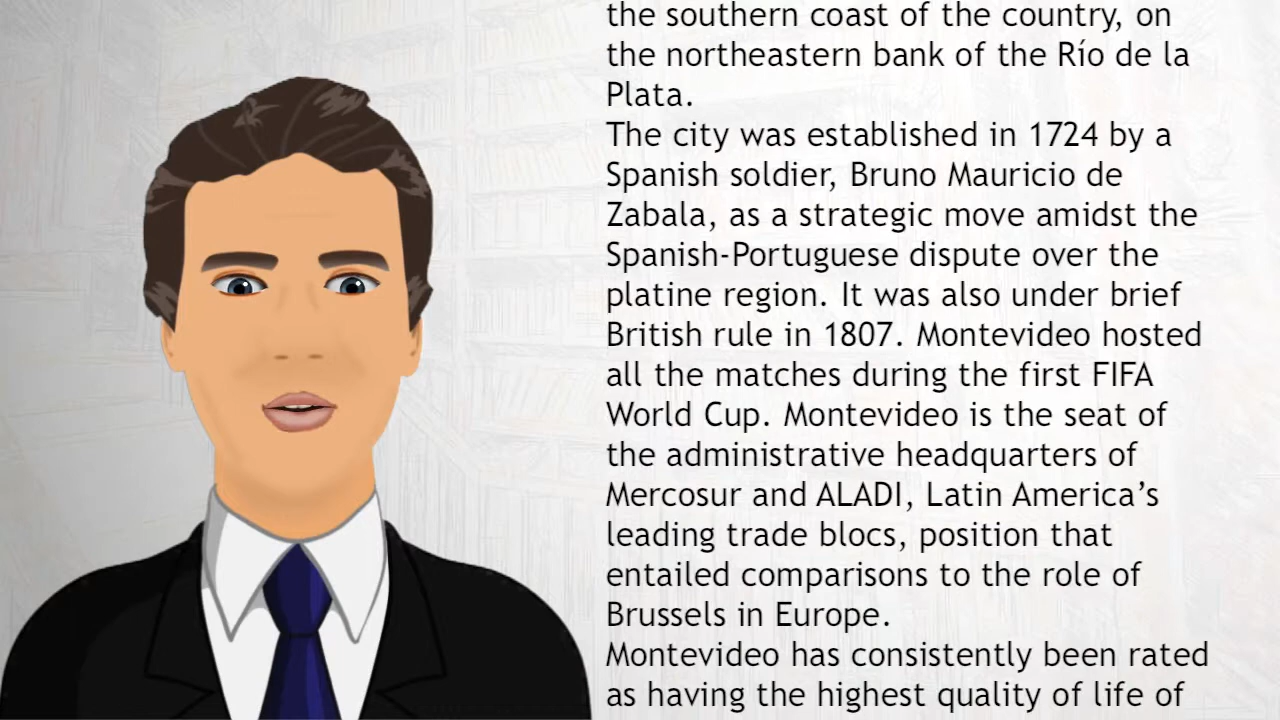 the southern coast of the country, on
the northeastern bank of the Río de la
Plata.
The city was established in 1724 by a
Spanish soldier, Bruno Mauricio de
Zabala, as a strategic move amidst the
Spanish-Portuguese dispute over the
platine region. It was also under brief
British rule in 1807. Montevideo hosted
all the matches during the first FIFA
World Cup. Montevideo is the seat of
the administrative headquarters of
Mercosur and ALADI, Latin America’s
leading trade blocs, position that
entailed comparisons to the role of
Brussels in Europe.
Montevideo has consistently been rated
as having the highest quality of life of